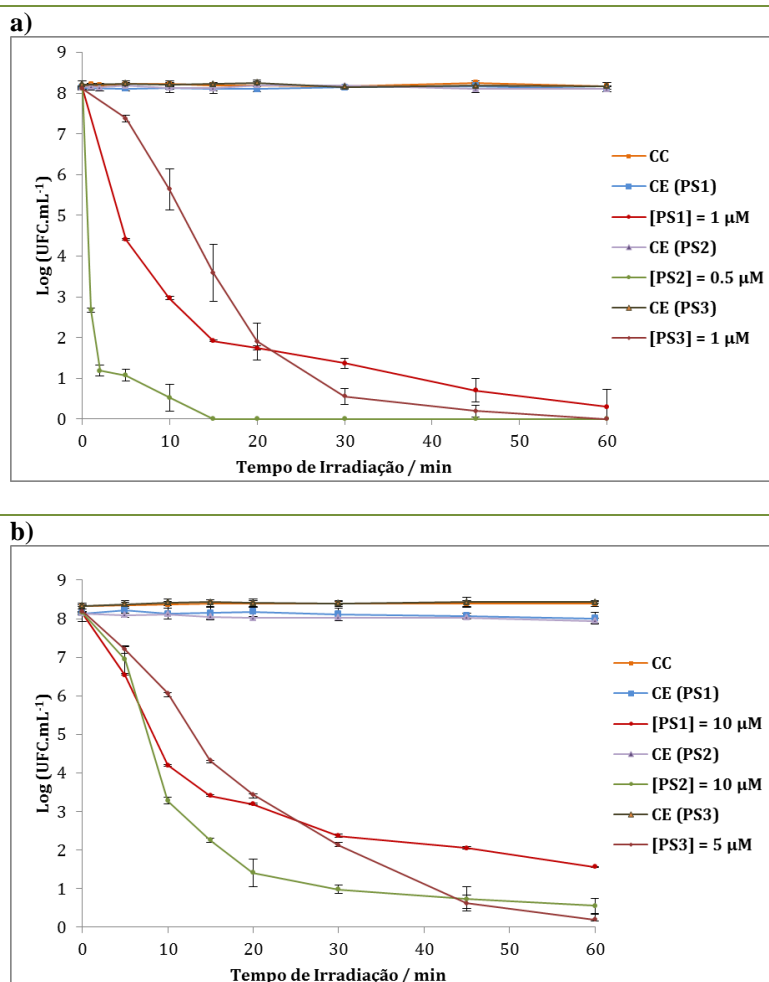 a)
9
8
7
6
5
4
3
2
1
0
Log (UFC.mL-1)
0 10 20 30 40 50 60
Tempo de Irradiação / min
CC
CE (PS1)
[PS1] = 1 µM
CE (PS2)
[PS2] = 0.5 µM
CE (PS3)
[PS3] = 1 µM
b)
9
8
7
6
5
4
3
2
1
0
Log (UFC.mL⁻¹)
0 10 20 30 40 50 60
Tempo de Irradiação / min
CC
CE (PS1)
[PS1] = 10 µM
CE (PS2)
[PS2] = 10 µM
CE (PS3)
[PS3] = 5 µM